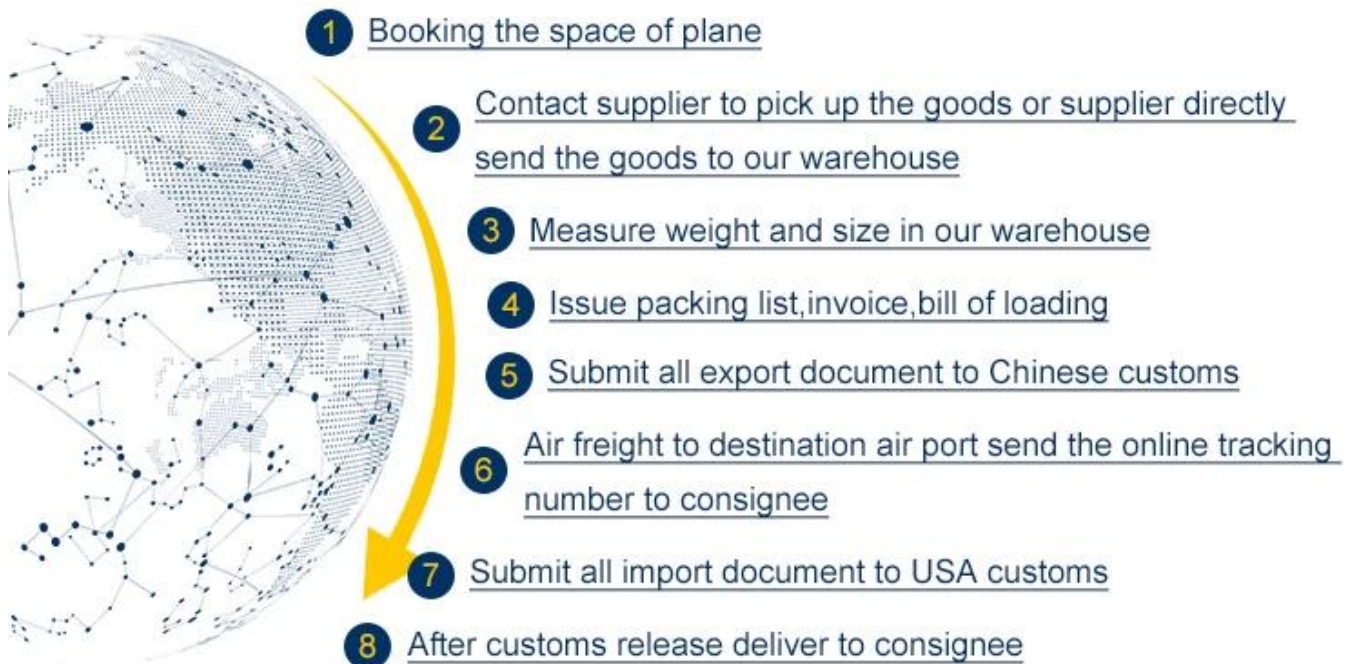 1 Booking the space of plane
2 Contact supplier to pick up the goods or supplier directly
send the goods to our warehouse
3 Measure weight and size in our warehouse
4 Issue packing list,invoice,bill of loading
5 Submit all export document to Chinese customs
6 Air freight to destination air port send the online tracking
number to consignee
7 Submit all import document to USA customs
8 After customs release deliver to consignee